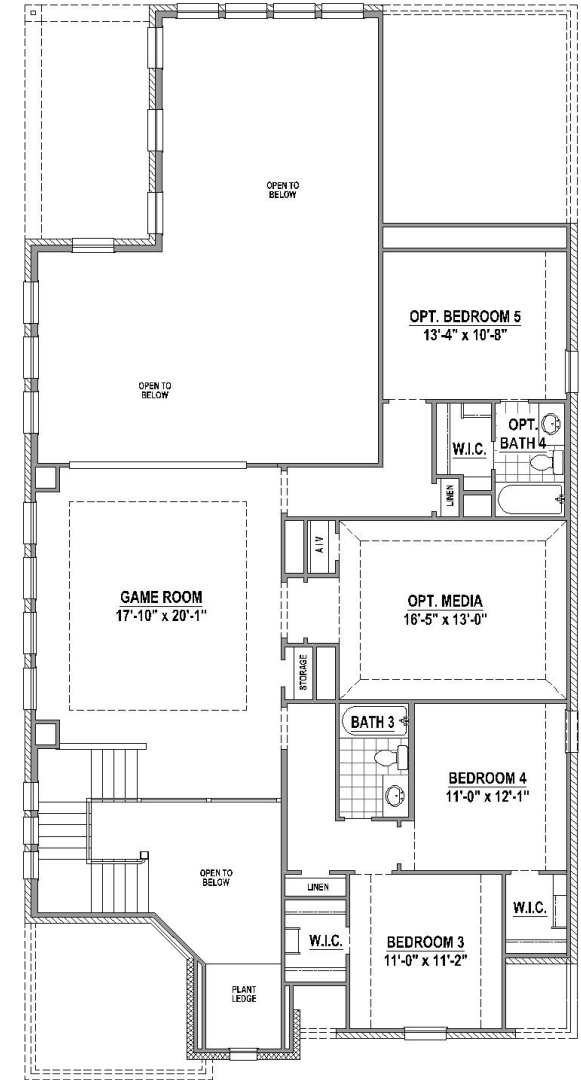 OPEN TO
BELOW
OPT. BEDROOM 5
13'-4" x 10'-8"
OPEN TO
BELOW
OPT.
BATH 4
W.I.C.
LINEN
A/V
GAME ROOM
17'-10" x 20'-1"
OPT. MEDIA
16'-5" x 13'-0"
STORAGE
BATH 3
BEDROOM 4
11'-0" x 12'-1"
OPEN TO
BELOW
LINEN
W.I.C.
W.I.C.
BEDROOM 3
11'-0" x 11'-2"
PLANT
LEDGE